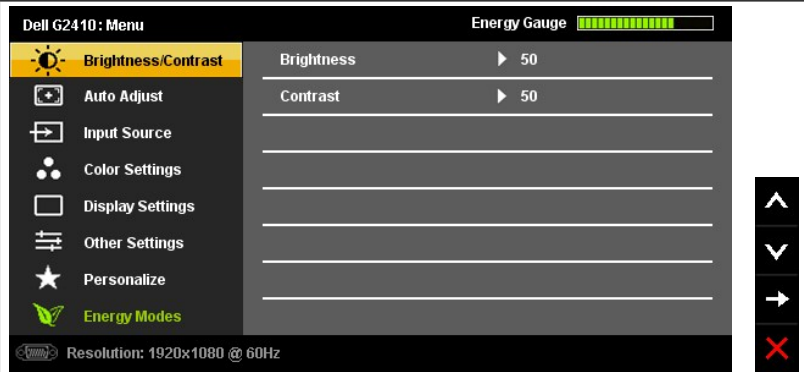 Dell G2410 : Menu
Energy Gauge
Brightness/Contrast
Brightness 50
Auto Adjust
Contrast 50
Input Source
Color Settings
Display Settings
Other Settings
Personalize
Energy Modes
Resolution: 1920x1080 @ 60Hz